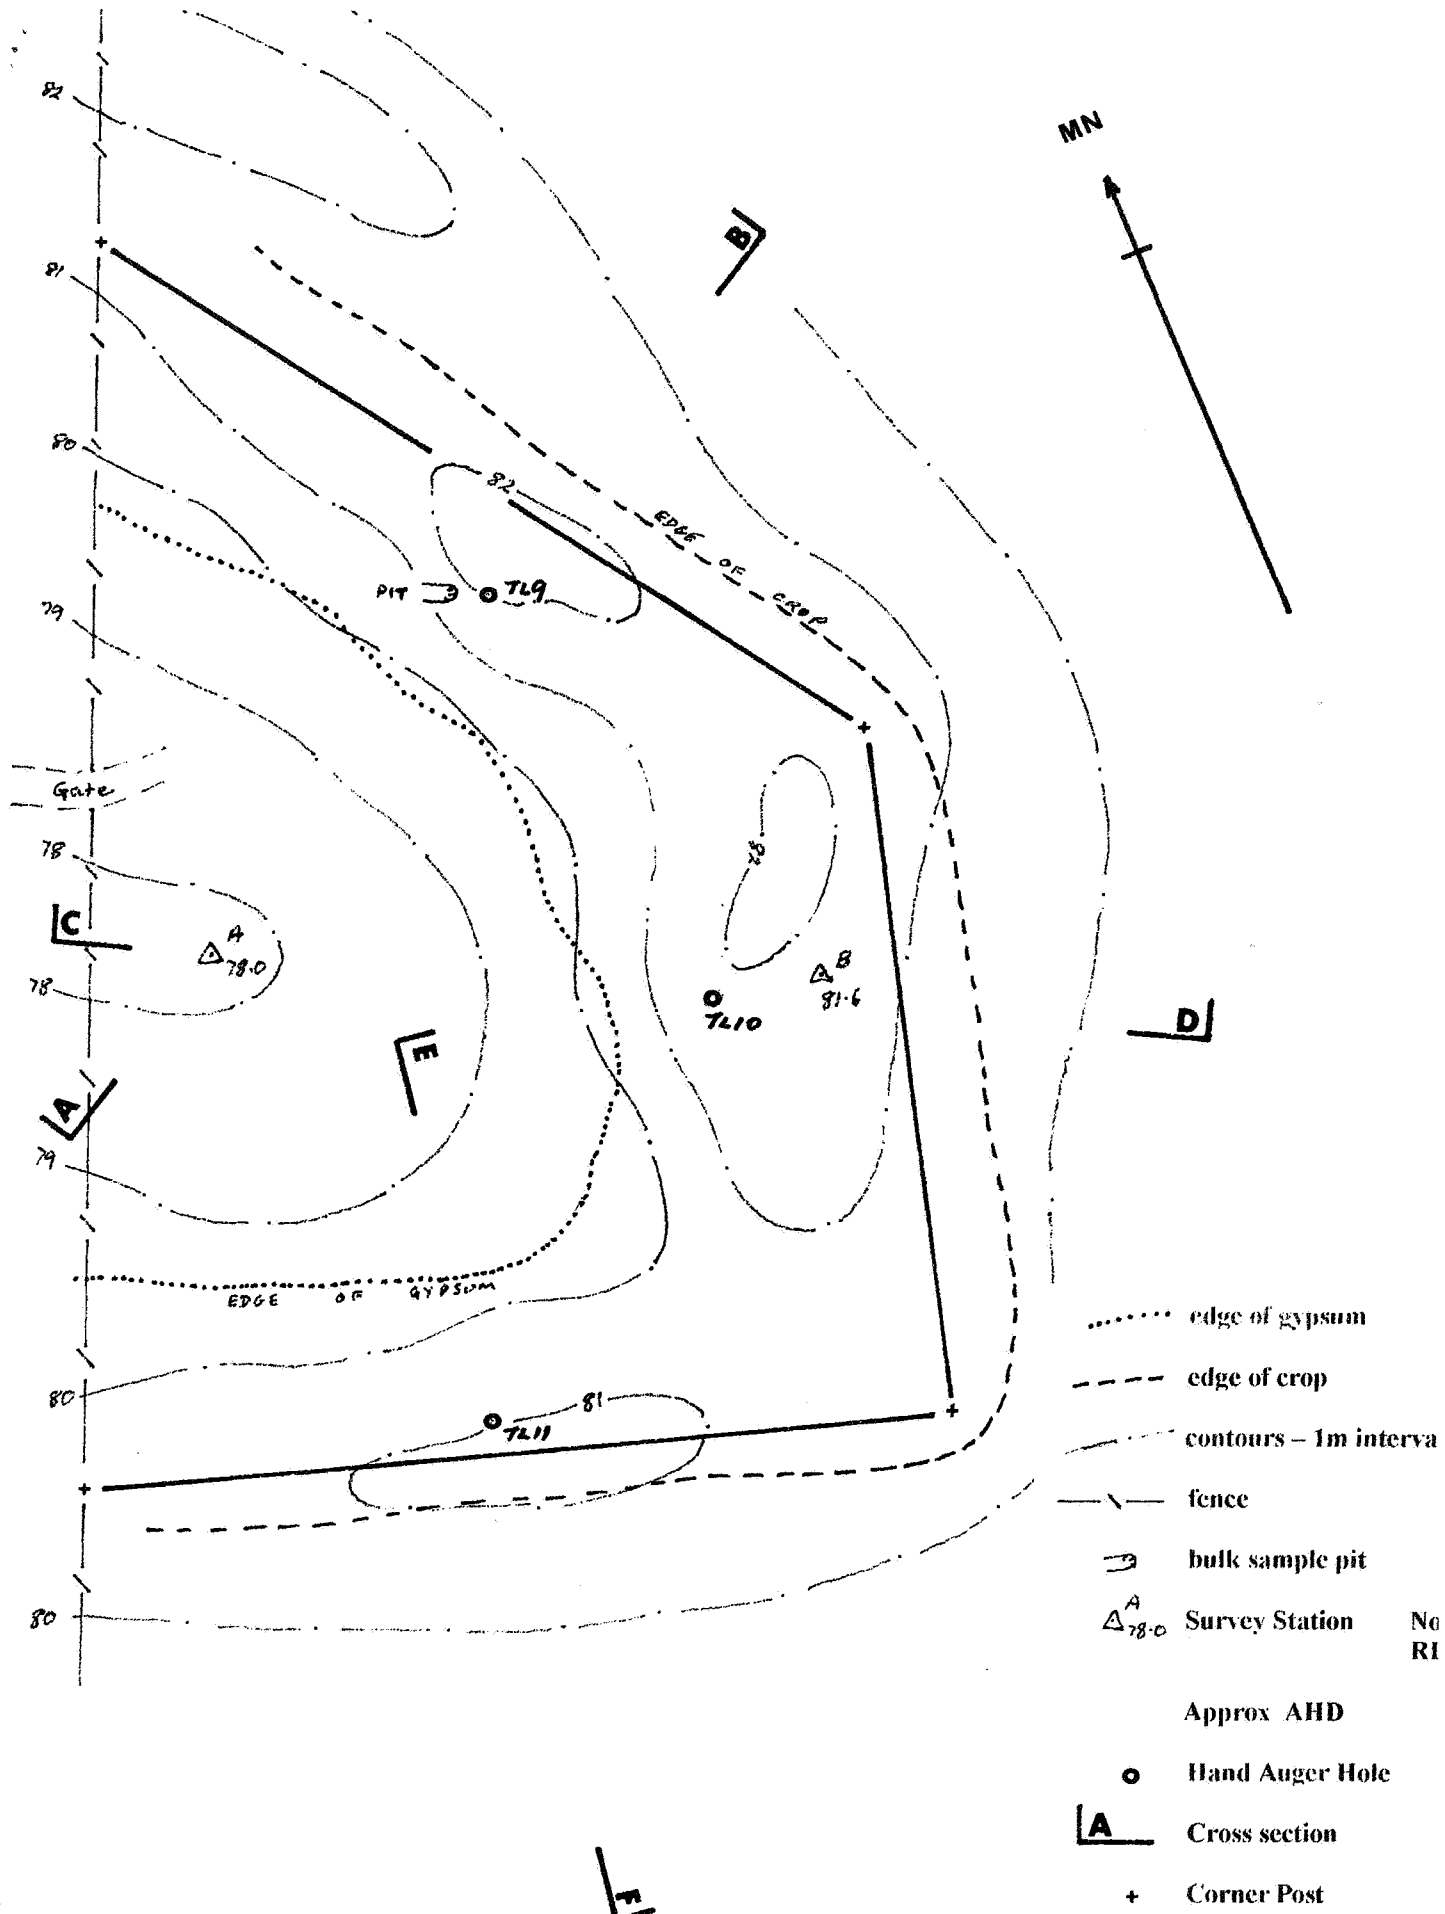 82
MN
B
81
80
82
EDGE OF CROP
PIT
TL9
79
Gate
78
82
C
A
78.0
B
81.6
78
TL10
D
E
A
79
EDGE OF GYPSUM
edge of gypsum
edge of crop
80
81
TL11
contours – 1m interva
fence
bulk sample pit
80
A
78.0
Survey Station
No
RI
Approx AHD
Hand Auger Hole
A
Cross section
F
Corner Post